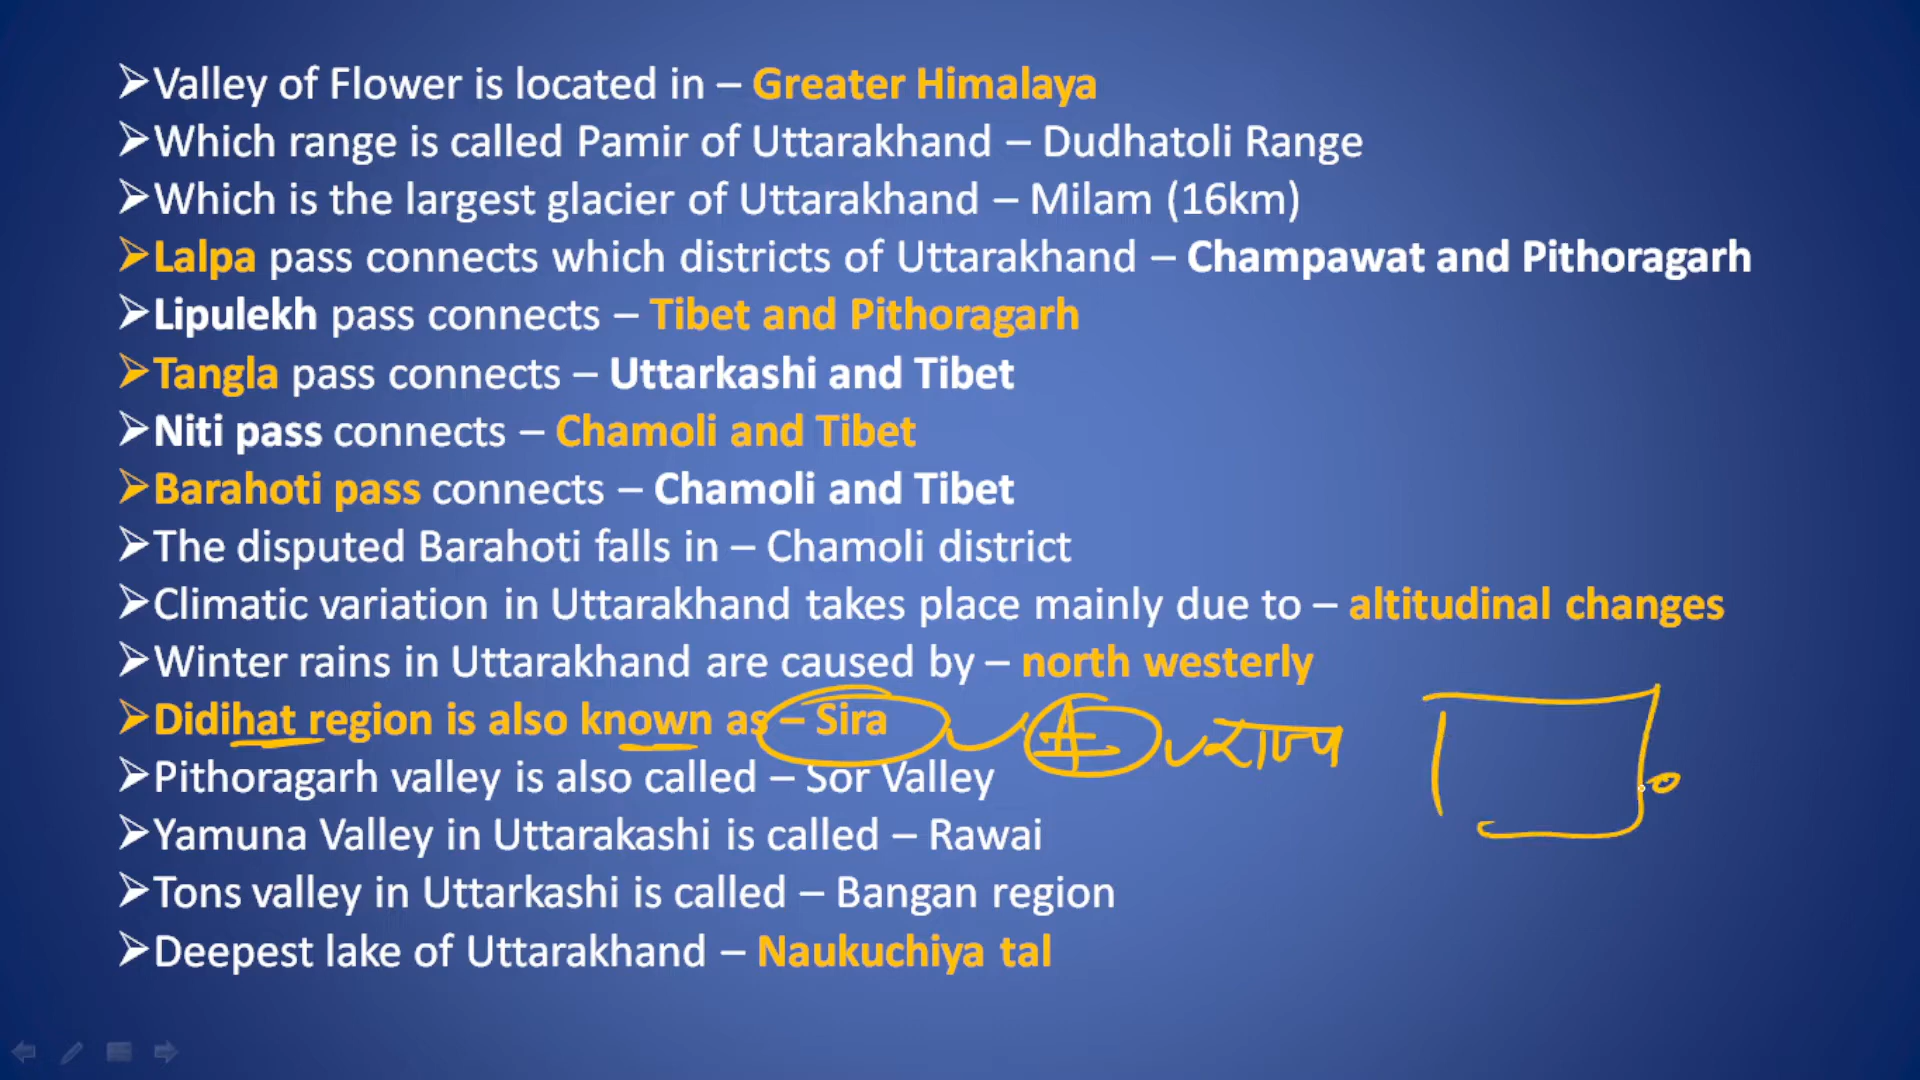 ➢Valley of Flower is located in – Greater Himalaya
➢Which range is called Pamir of Uttarakhand – Dudhatoli Range
➢Which is the largest glacier of Uttarakhand – Milam (16km)
➢Lalpa pass connects which districts of Uttarakhand – Champawat and Pithoragarh
➢Lipulekh pass connects – Tibet and Pithoragarh
➢Tangla pass connects – Uttarkashi and Tibet
➢Niti pass connects – Chamoli and Tibet
➢Barahoti pass connects – Chamoli and Tibet
➢The disputed Barahoti falls in – Chamoli district
➢Climatic variation in Uttarakhand takes place mainly due to – altitudinal changes
➢Winter rains in Uttarakhand are caused by – north westerly
➢Didihat region is also known as – Sira राज्य
➢Pithoragarh valley is also called – Sor Valley
➢Yamuna Valley in Uttarakashi is called – Rawai
➢Tons valley in Uttarkashi is called – Bangan region
➢Deepest lake of Uttarakhand – Naukuchiya tal